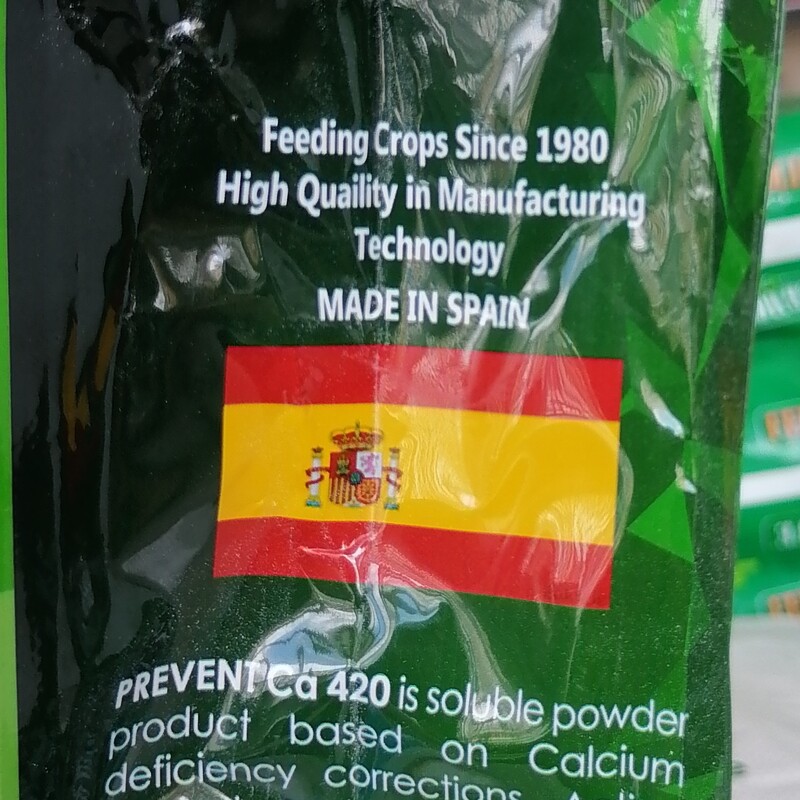 Feeding Crops Since 1980
High Quaility in Manufacturing
Technology
MADE IN SPAIN
PREVENT Ca 420 is soluble powder
product based on Calcium
deficiency corrections